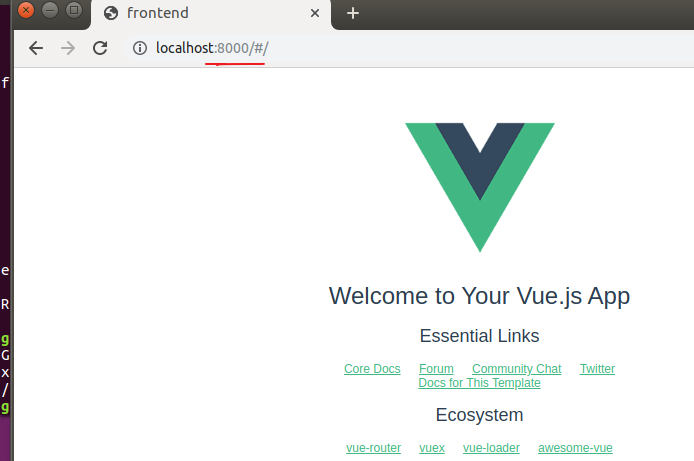 frontend
localhost:8000/#/
f
e
R
g
G
x
/
g
Welcome to Your Vue.js App
Essential Links
Core Docs Forum Community Chat Twitter
Docs for This Template
Ecosystem
vue-router vuex vue-loader awesome-vue